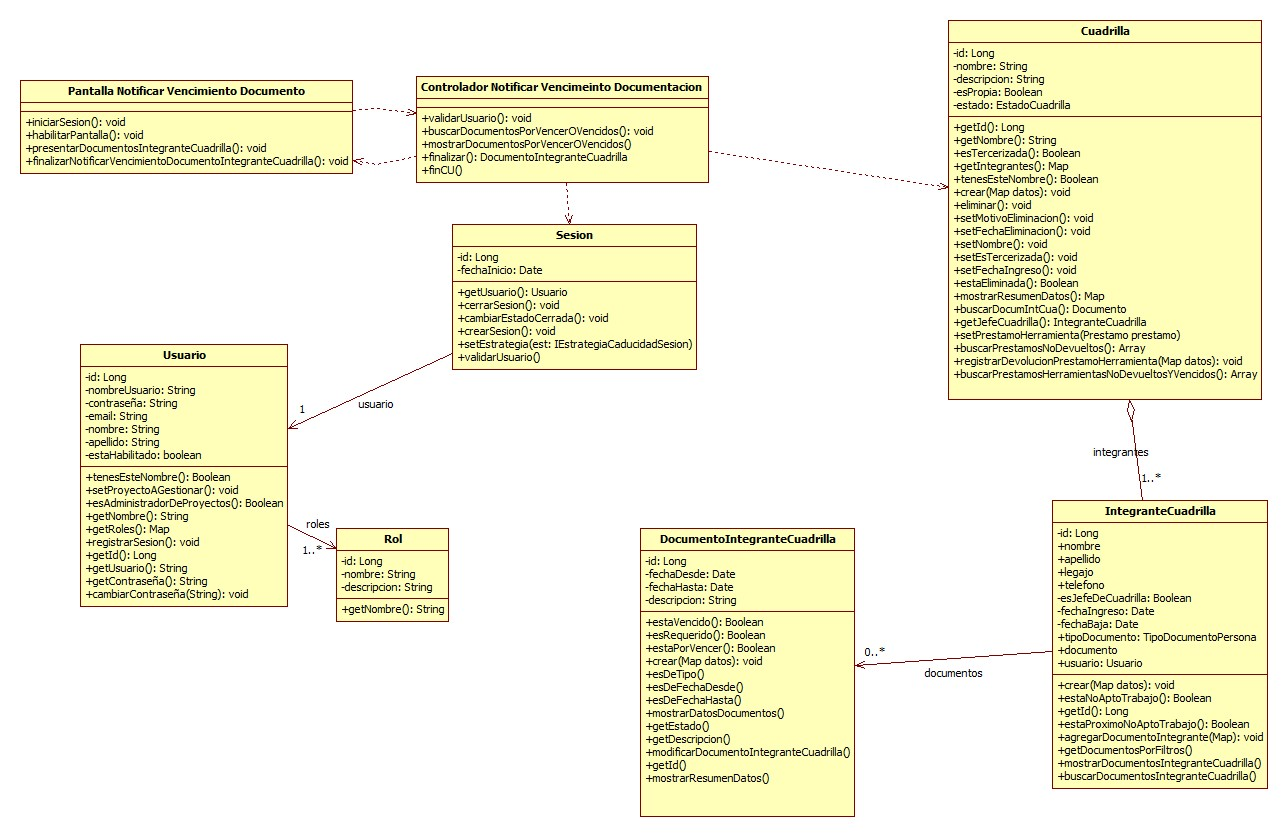 Pantalla Notificar Vencimiento Documento
+iniciarSesion(): void
+habilitarPantalla(): void
+presentarDocumentosIntegranteCuadrilla(): void
+finalizarNotificarVencimientoDocumentoIntegranteCuadrilla(): void
Controlador Notificar Vencimeinto Documentacion
+validarUsuario(): void
+buscarDocumentosPorVencerOVencidos(): void
+mostrarDocumentosPorVencerOVencidos()
+finalizar(): DocumentoIntegranteCuadrilla
+finCU()
Cuadrilla
-id: Long
-nombre: String
-descripcion: String
-esPropia: Boolean
-estado: EstadoCuadrilla
+getId(): Long
+getNombre(): String
+esTercerizada(): Boolean
+getIntegrantes(): Map
+tenesEsteNombre(): Boolean
+crear(Map datos): void
+eliminar(): void
+setMotivoEliminacion(): void
+setFechaEliminacion(): void
+setNombre(): void
+setEsTercerizada(): void
+setFechaIngreso(): void
+estaEliminada(): Boolean
+mostrarResumenDatos(): Map
+buscarDocumIntCua(): Documento
+getJefeCuadrilla(): IntegranteCuadrilla
+setPrestamoHerramienta(Prestamo prestamo)
+buscarPrestamosNoDevueltos(): Array
+registrarDevolucionPrestamoHerramienta(Map datos): void
+buscarPrestamosHerramientasNoDevueltosYVencidos(): Array
Sesion
-id: Long
-fechaInicio: Date
+getUsuario(): Usuario
+cerrarSesion(): void
+cambiarEstadoCerrada(): void
+crearSesion(): void
+setEstrategia(est: IEstrategiaCaducidadSesion)
+validarUsuario()
1
usuario
Usuario
-id: Long
-nombreUsuario: String
-contraseña: String
-email: String
-nombre: String
-apellido: String
-estaHabilitado: boolean
+tenesEsteNombre(): Boolean
+setProyectoAGestionar(): void
+esAdministradorDeProyectos(): Boolean
+getNombre(): String
+getRoles(): Map
+registrarSesion(): void
+getId(): Long
+getUsuario(): String
+getContraseña(): String
+cambiarContraseña(String): void
roles
1..*
Rol
-id: Long
-nombre: String
-descripcion: String
+getNombre(): String
integrantes
1..*
IntegranteCuadrilla
-id: Long
+nombre
+apellido
+legajo
+telefono
-esJefeDeCuadrilla: Boolean
-fechaIngreso: Date
-fechaBaja: Date
+tipoDocumento: TipoDocumentoPersona
+documento
+usuario: Usuario
+crear(Map datos): void
+estaNoAptoTrabajo(): Boolean
+getId(): Long
+estaProximoNoAptoTrabajo(): Boolean
+agregarDocumentoIntegrante(Map): void
+getDocumentosPorFiltros()
+mostrarDocumentosIntegranteCuadrilla()
+buscarDocumentosIntegranteCuadrilla()
0..*
documentos
DocumentoIntegranteCuadrilla
-id: Long
-fechaDesde: Date
-fechaHasta: Date
-descripcion: String
+estaVencido(): Boolean
+esRequerido(): Boolean
+estaPorVencer(): Boolean
+crear(Map datos): void
+esDeTipo()
+esDeFechaDesde()
+esDeFechaHasta()
+mostrarDatosDocumentos()
+getEstado()
+getDescripcion()
+modificarDocumentoIntegranteCuadrilla()
+getId()
+mostrarResumenDatos()